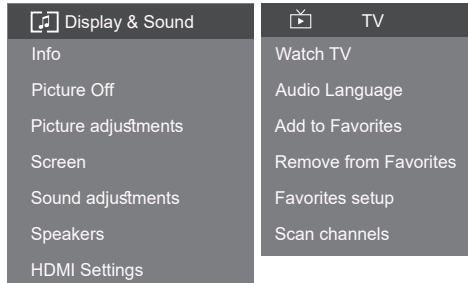 Display & Sound
Info
Picture Off
Picture adjustments
Screen
Sound adjustments
Speakers
HDMI Settings
TV
Watch TV
Audio Language
Add to Favorites
Remove from Favorites
Favorites setup
Scan channels